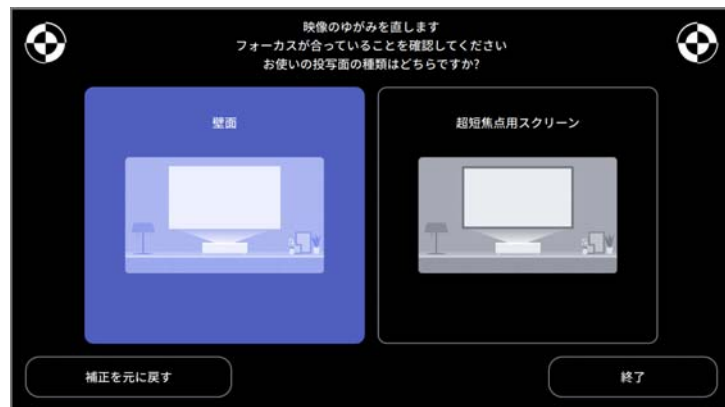 映像のゆがみを直します
フォーカスが合っていることを確認してください
お使いの投写面の種類はどちらですか?
壁面
超短焦点用スクリーン
補正を元に戻す
終了